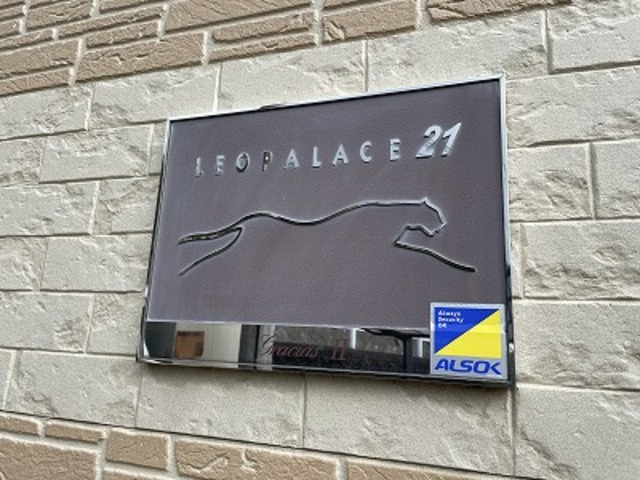 LEOPALACE 21
Always
Security
OK
ALSOK
Gracias II